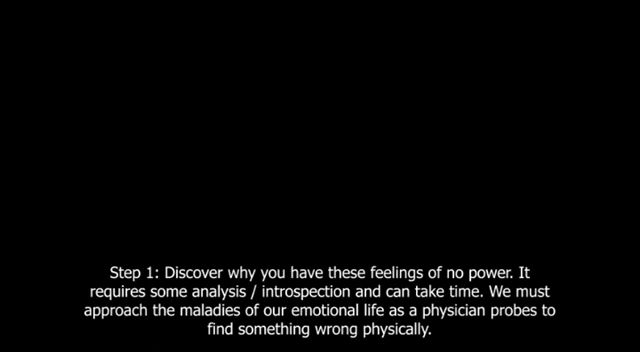 Step 1: Discover why you have these feelings of no power. It
requires some analysis / introspection and can take time. We must
approach the maladies of our emotional life as a physician probes to
find something wrong physically.